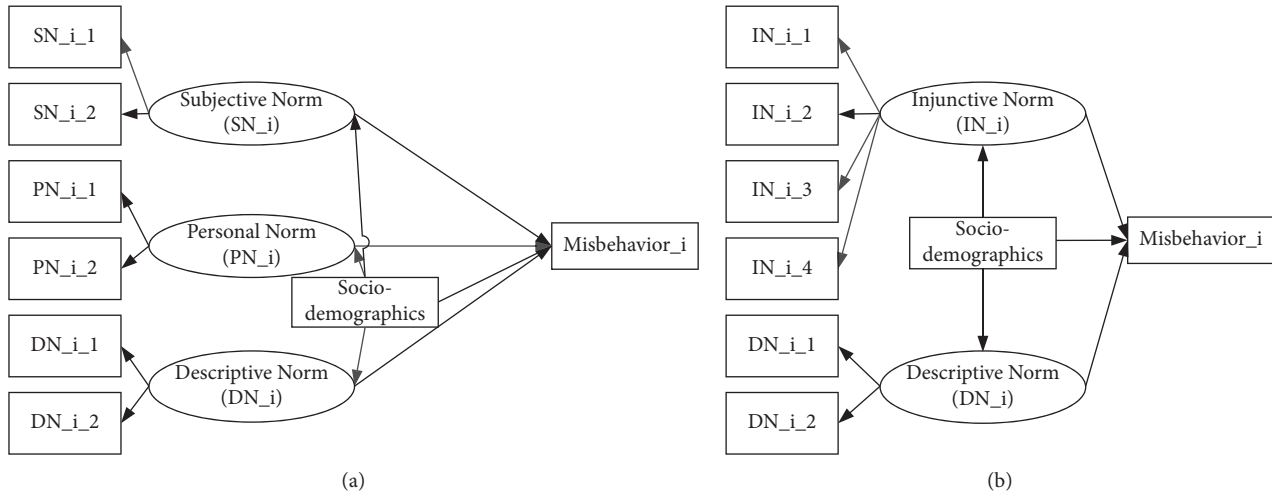 SN_i_1
SN_i_2
PN_i_1
PN_i_2
DN_i_1
DN_i_2
Subjective Norm
(SN_i)
Personal Norm
(PN_i)
Socio-
demographics
Descriptive Norm
(DN_i)
Misbehavior_i
(a)
IN_i_1
IN_i_2
IN_i_3
IN_i_4
DN_i_1
DN_i_2
Injunctive Norm
(IN_i)
Socio-
demographics
Descriptive Norm
(DN_i)
Misbehavior_i
(b)